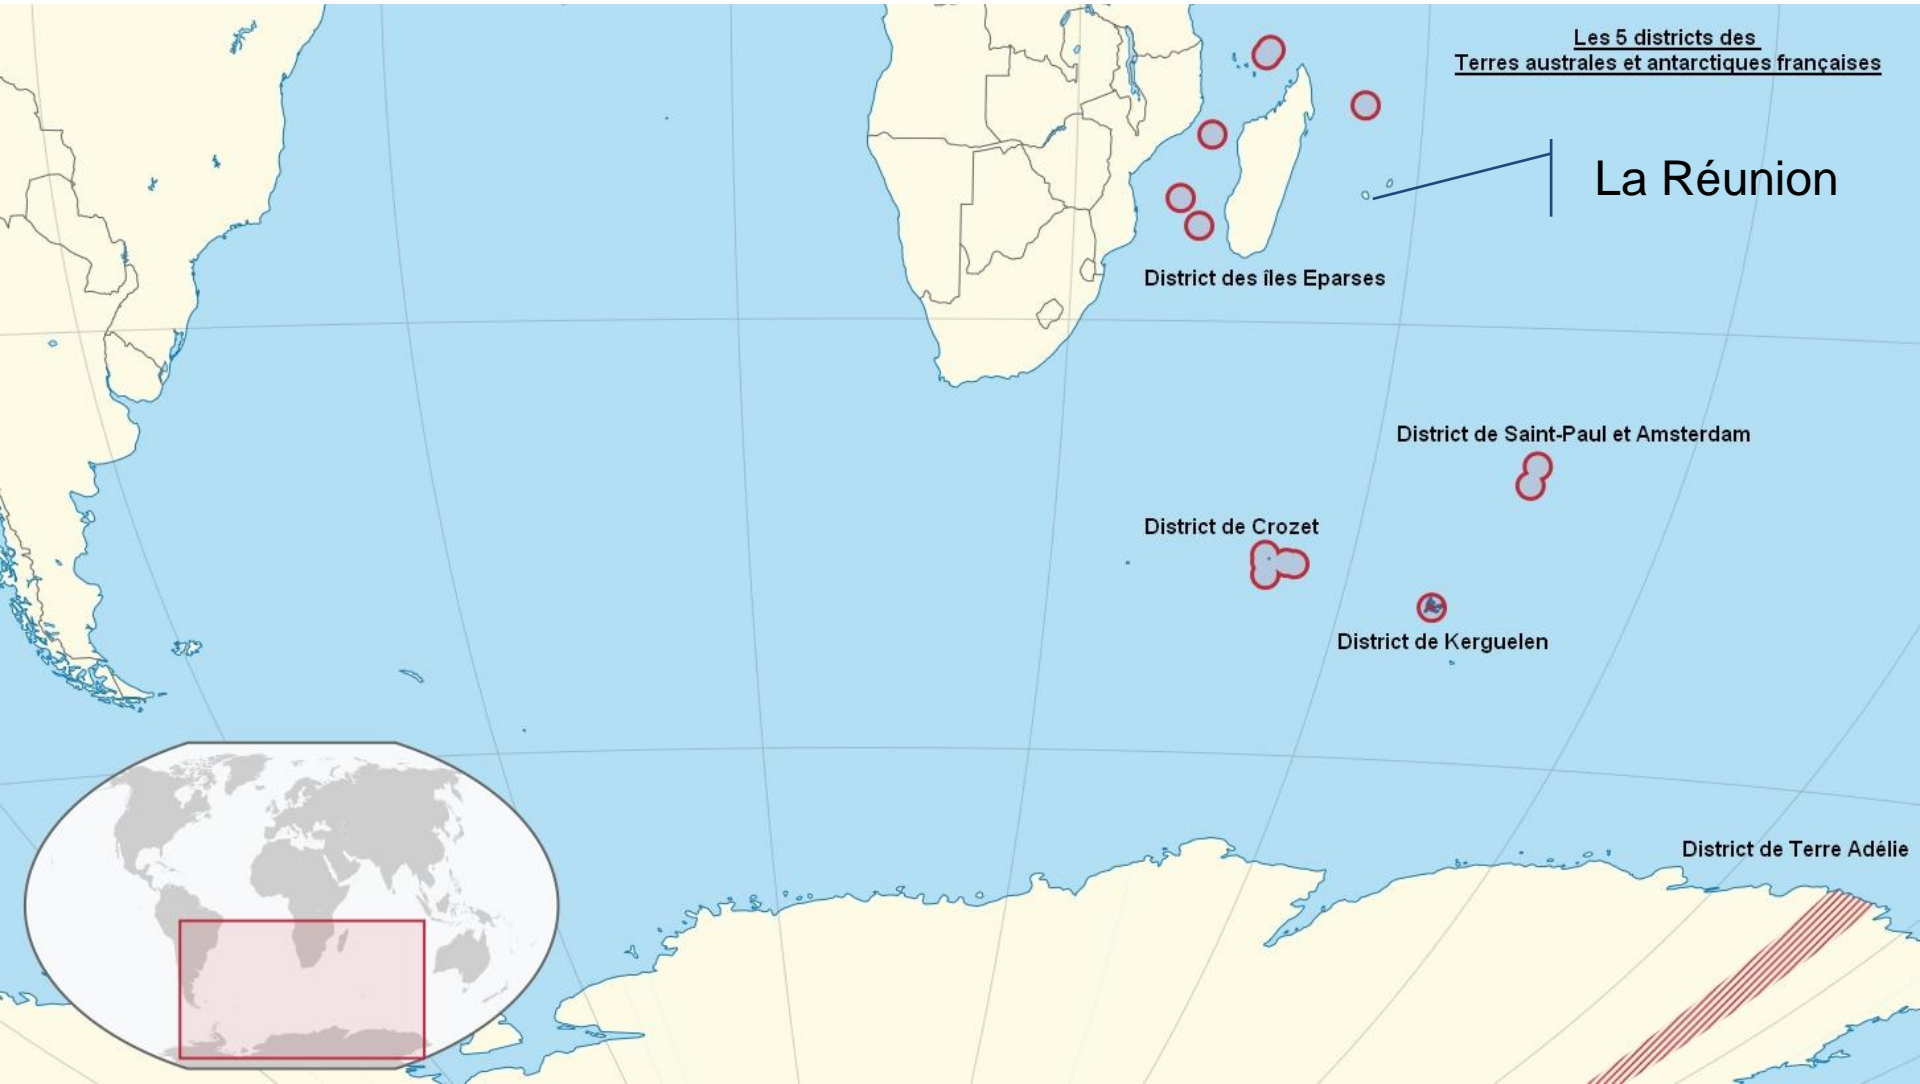 Les 5 districts des
Terres australes et antarctiques françaises
La Réunion
District des îles Eparses
District de Saint-Paul et Amsterdam
District de Crozet
District de Kerguelen
District de Terre Adélie